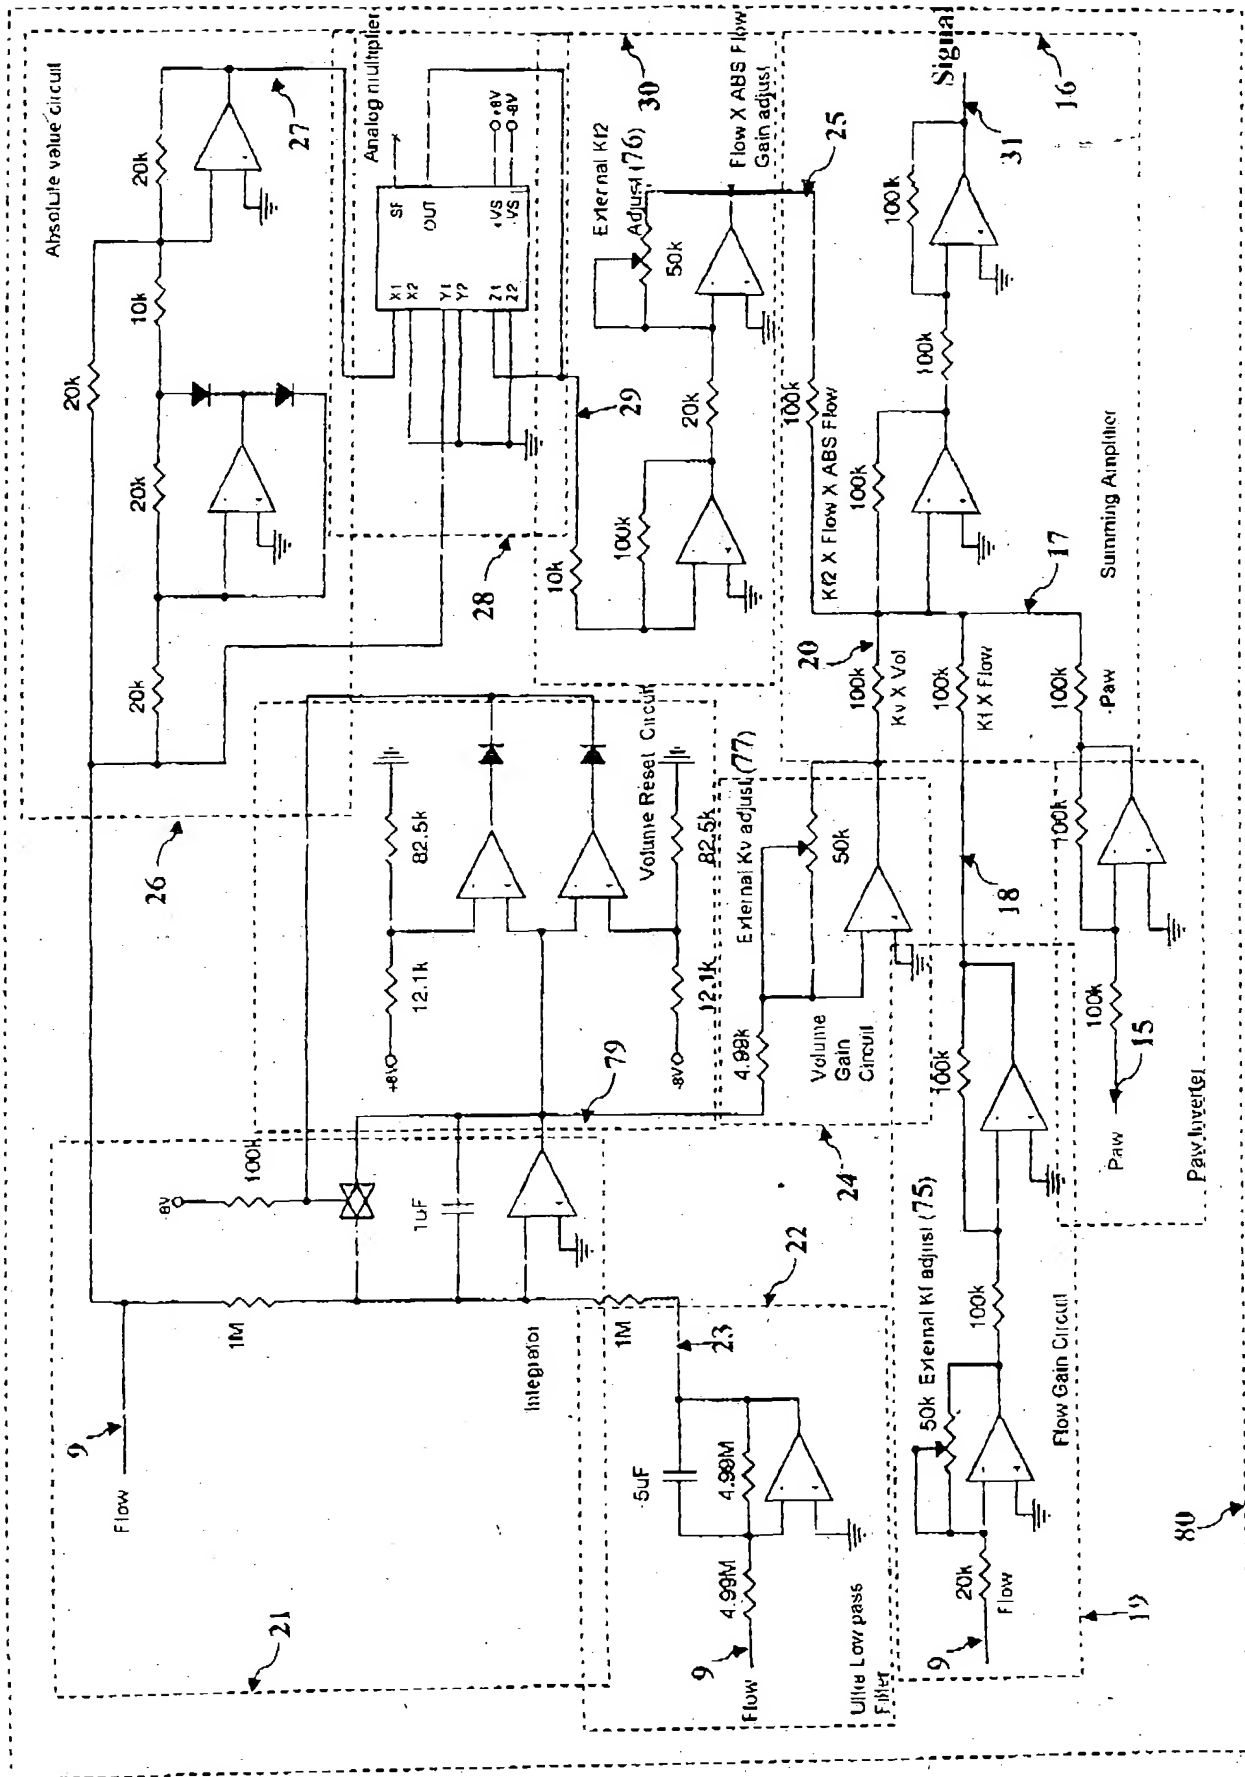 Absolute value circuit
20k
20k
20k
10k
20k
27
26
Analog multiplier
X1
X2
Y1
Y2
Z1
Z2
SF
OUT
+VS
-VS
+8V
-8V
28
29
10k
100k
20k
External Kf2
Adjust (76)
50k
30
Flow X ABS Flow
Gain adjust
25
Flow
9
1M
-8V
100k
1uF
Integrator
1M
21
79
+8V
12.1k
82.5k
-8V
12.1k
82.5k
Volume Reset Circuit
External Kv adjust (77)
4.99k
50k
Volume
Gain
Circuit
24
Flow
9
4.99M
4.99M
.5uF
23
22
Ultra Low pass
Filter
Flow
9
20k
50k External Kf adjust (75)
100k
100k
Flow Gain Circuit
19
18
Paw
15
100k
100k
Paw Inverter
-Paw
100k
Kf X Flow
100k
Kv X Vol
100k
20
Kf2 X Flow X ABS Flow
100k
100k
100k
100k
17
Summing Amplifier
16
31
Signal
80